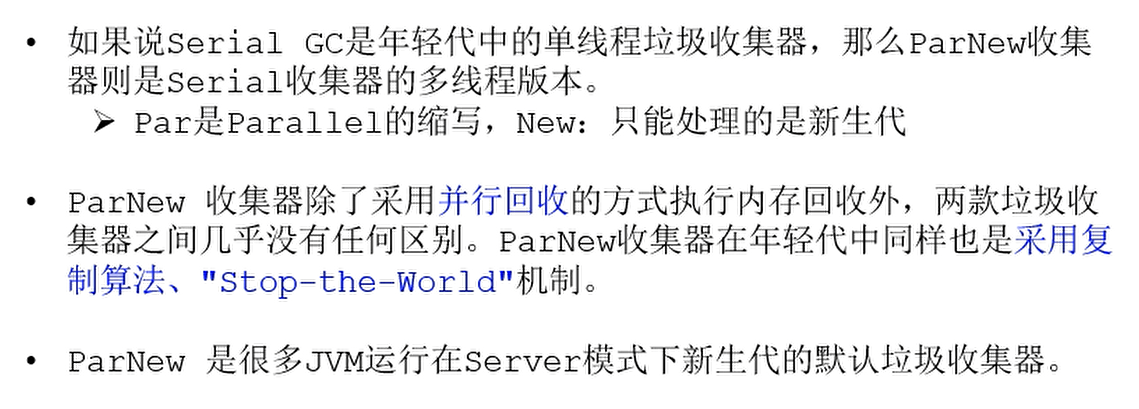 • 如果说Serial GC是年轻代中的单线程垃圾收集器，那么ParNew收集
器则是Serial收集器的多线程版本。
➢ Par是Parallel的缩写，New：只能处理的是新生代
• ParNew 收集器除了采用并行回收的方式执行内存回收外，两款垃圾收
集器之间几乎没有任何区别。ParNew收集器在年轻代中同样也是采用复
制算法、"Stop-the-World"机制。
• ParNew 是很多JVM运行在Server模式下新生代的默认垃圾收集器。